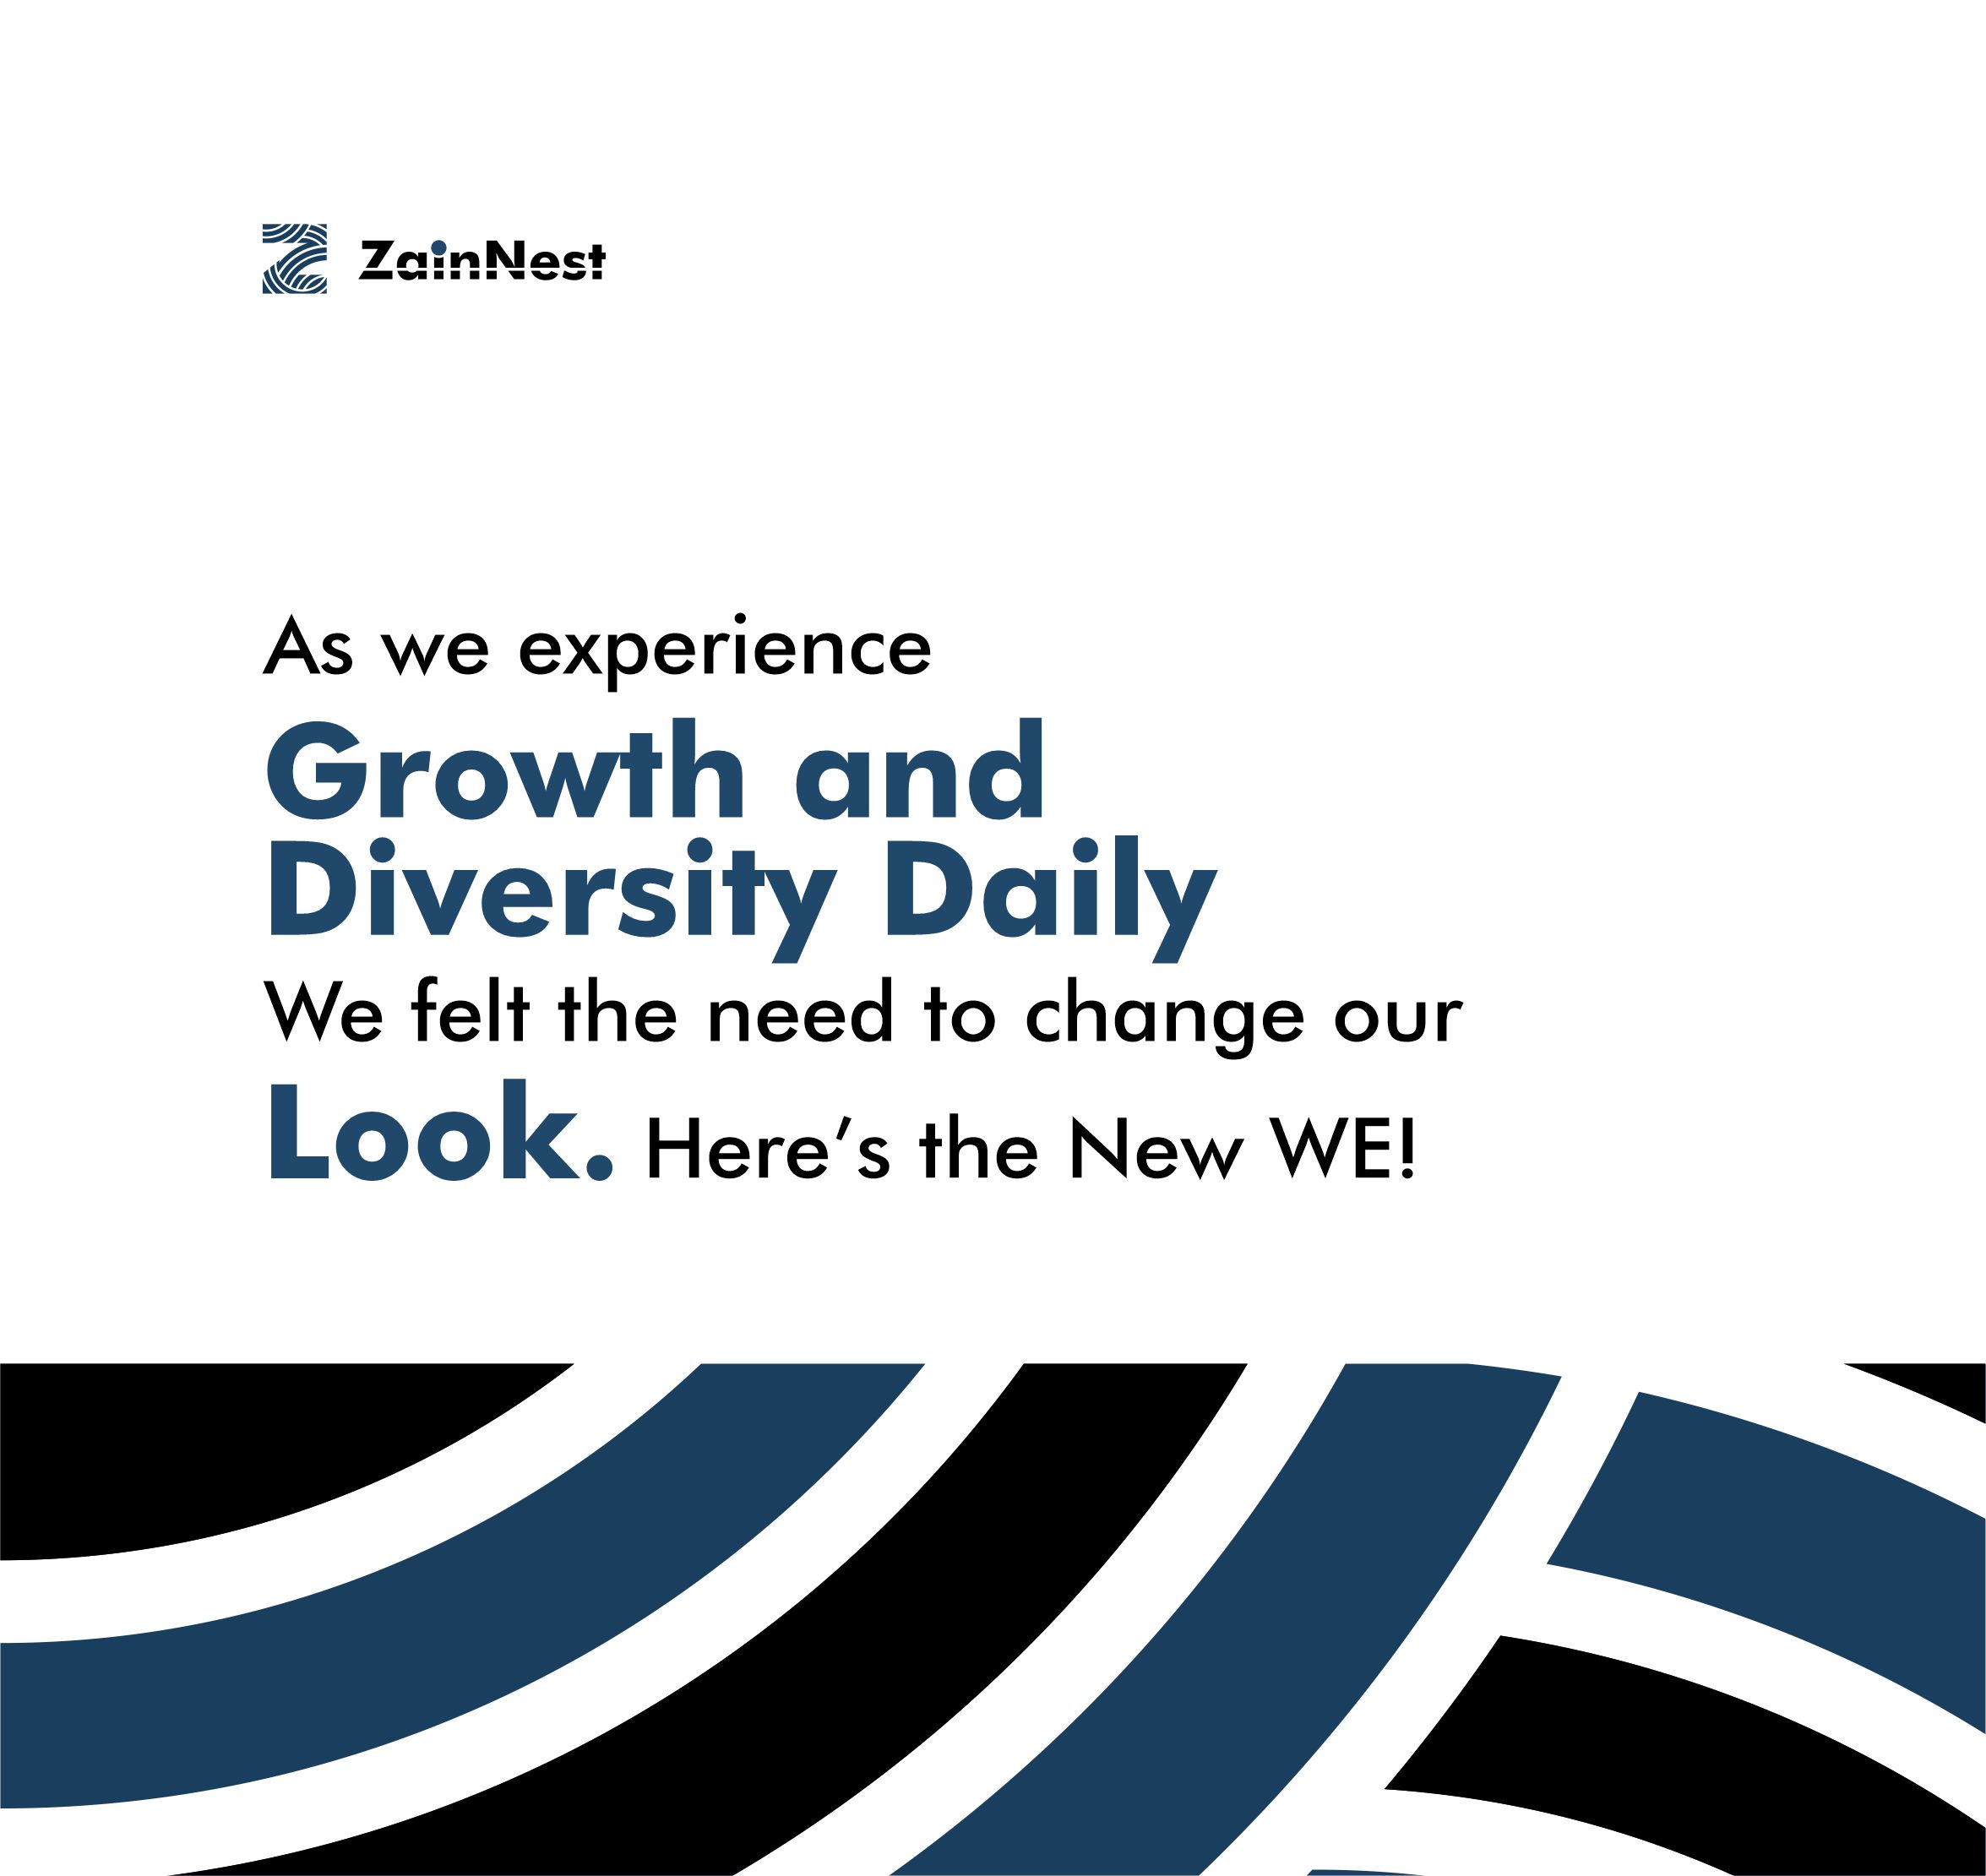 ZainNest
As we experience
Growth and
Diversity Daily
We felt the need to change our
Look. Here's the New WE!